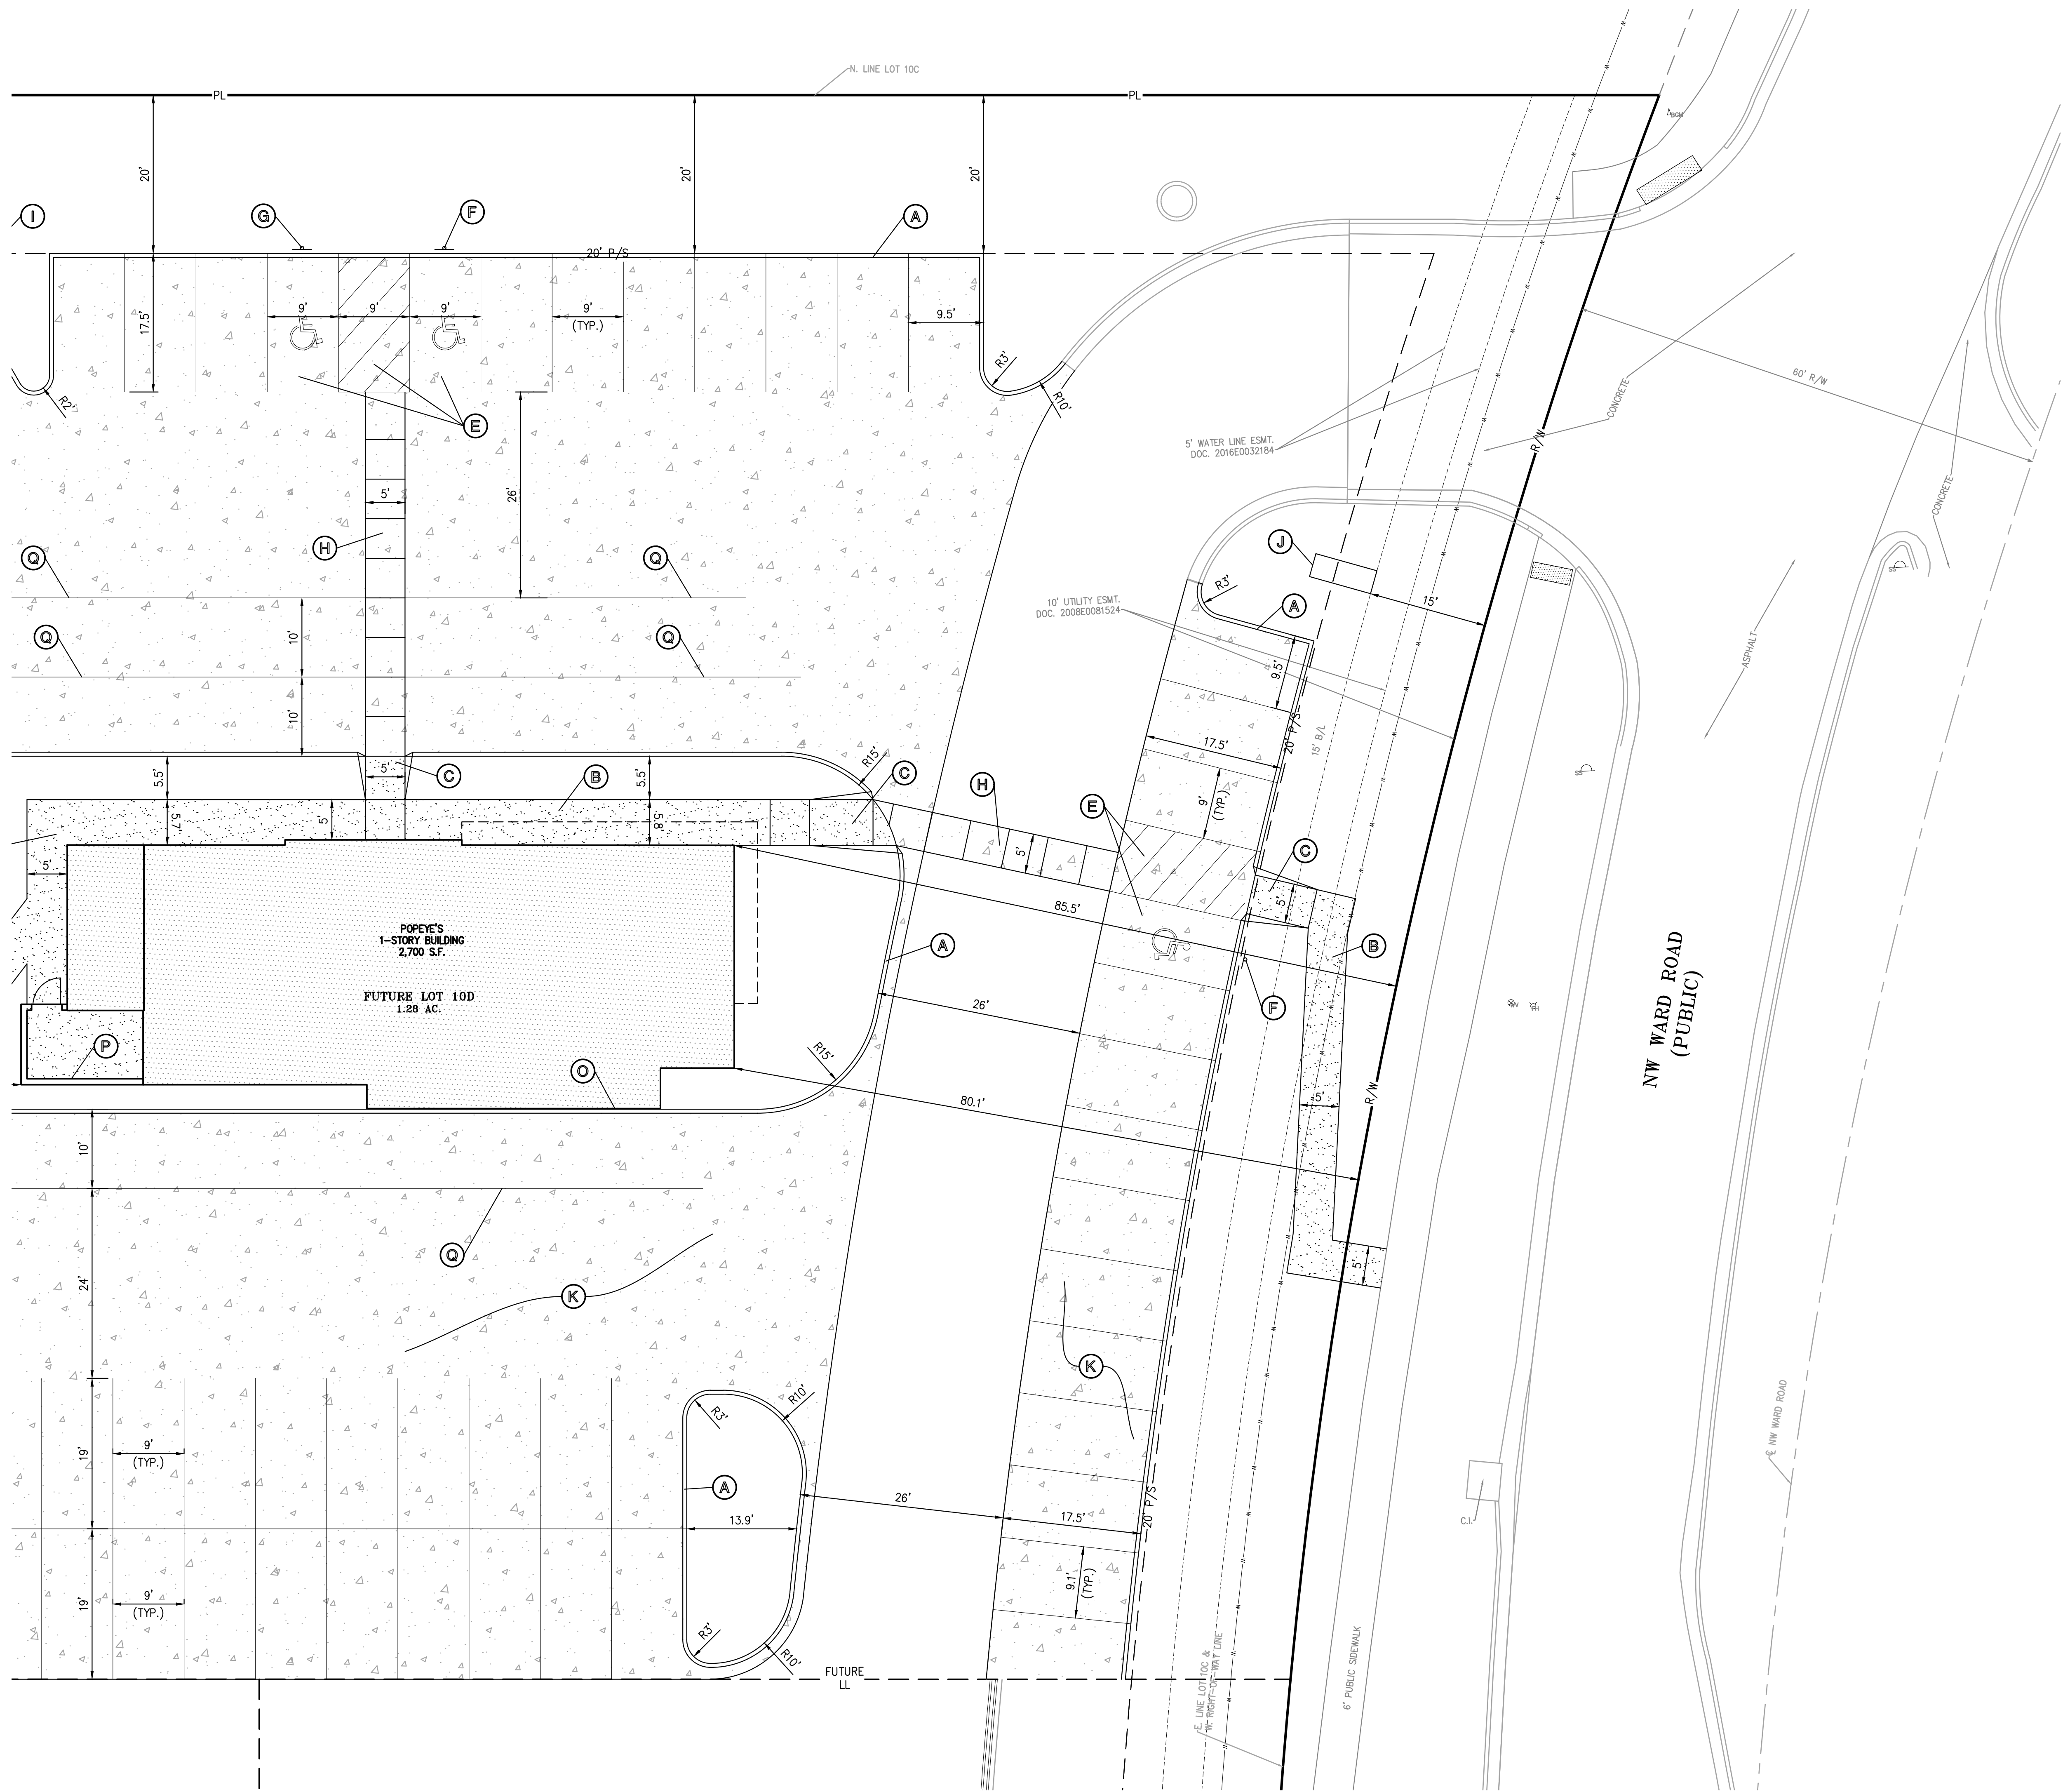 N. LINE LOT 10C
PL
PL
BGM
20'
20'
20'
I
G
F
A
20' P/S
17.5'
9'
9'
9'
9'
(TYP.)
9.5'
R3'
R10'
R2'
E
60' R/W
CONCRETE
R/W
5' WATER LINE ESMT.
DOC. 2016E0032184
CONCRETE
26'
5'
H
J
Q
Q
SS
R3'
15'
10' UTILITY ESMT.
DOC. 2008E0081524
A
10'
Q
Q
9.5'
ASPHALT
10'
20' P/S
15' B/L
17.5'
R15'
5.5'
5'
C
B
5.5'
C
H
E
9'
(TYP.)
SS
5.7'
5'
5.8'
5'
C
5'
5'
85.5'
POPEYE'S
1-STORY BUILDING
2,700 S.F.
A
B
NW WARD ROAD
(PUBLIC)
FUTURE LOT 10D
1.28 AC.
26'
F
P
R15'
O
80.1'
R/W
5'
10'
Q
5'
24'
K
K
R3'
R10'
9'
(TYP.)
19'
A
26'
13.9'
17.5'
20' P/S
C.I.
℄ NW WARD ROAD
9'
(TYP.)
19'
9.1'
(TYP.)
R3'
R10'
FUTURE
LL
E. LINE LOT 10C &
W. RIGHT-OF-WAT LINE
6' PUBLIC SIDEWALK
W